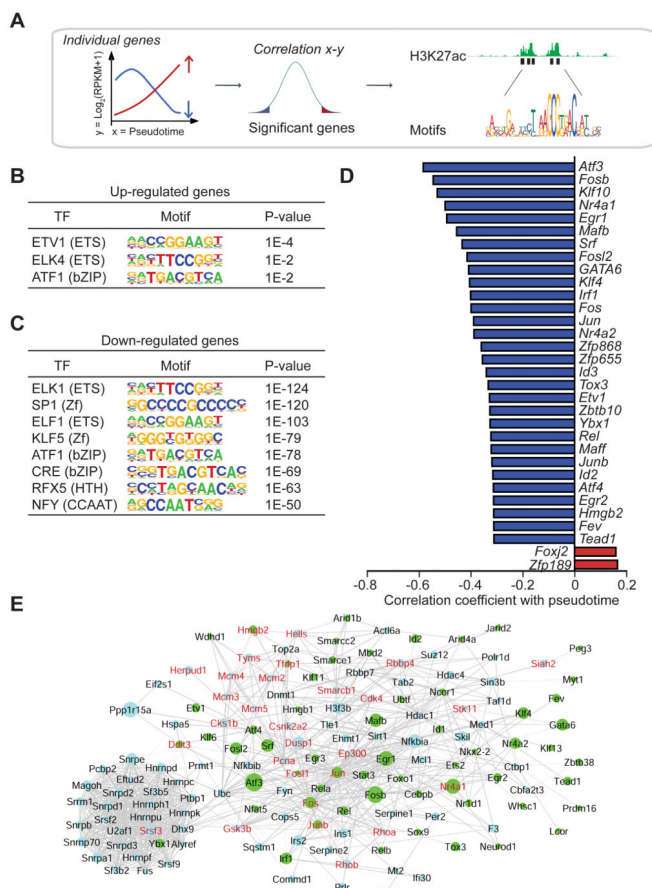 A
Individual genes
y = Log2(RPKM+1)
x = Pseudotime
Correlation x-y
Significant genes
H3K27ac
Motifs
B
Up-regulated genes
TF Motif P-value
ETV1 (ETS) 1E-4
ELK4 (ETS) 1E-2
ATF1 (bZIP) 1E-2
C
Down-regulated genes
TF Motif P-value
ELK1 (ETS) 1E-124
SP1 (Zf) 1E-120
ELF1 (ETS) 1E-103
KLF5 (Zf) 1E-79
ATF1 (bZIP) 1E-78
CRE (bZIP) 1E-69
RFX5 (HTH) 1E-63
NFY (CCAAT) 1E-50
D
Atf3
Fosb
Klf10
Nr4a1
Egr1
Mafb
Srf
Fosl2
GATA6
Klf4
Irf1
Fos
Jun
Nr4a2
Zfp868
Zfp655
Id3
Tox3
Etv1
Zbtb10
Ybx1
Rel
Maff
Junb
Id2
Atf4
Egr2
Hmgb2
Fev
Tead1
Foxj2
Zfp189
-0.8 -0.6 -0.4 -0.2 0 0.2
Correlation coefficient with pseudotime
E
Arid1b
Hmgb2 Hells Actl6a Jarid2
Wdhd1 Smarcc2 Id2 Arid4a
Tyms Top2a Mbd2 Suz12 Peg3
Herpud1 Tfdp1 Smarce1 Rbbp4 Polr1d Siah2
Mcm4 Mcm2 Klf11 Rbbp7 Hdac4
Eif2s1 Smarcb1 Tab2 Sin3b Myt1
Mcm3 Dnmt1 Cdk4 Ncor1 Fev
Etv1 Mcm5 Hmgb1 H3f3b Ubtf Stk11 Taf1d
Ppp1r15a Cks1b Mafb Hdac1 Klf4
Hspa5 Atf4 Csnk2a2 Tle1 Id1 Med1 Gata6
Klf6 Srf Dusp1 Ehmt1 Sirt1 Skil
Ddit3 Fosl2 Ep300 Nfkbia Nkx2-2 Nr4a2 Klf13
Snrpe Prmt1 Nfkbib Pcna Egr3 Egr1 Mcl1 Ets2 Zbtb38
Pcbp2 Hnrnpd Jun Stat3 Ctbp1
Eftud2 Ubc Atf3 Fosl1 Foxo1 Egr2 Tead1
Magoh Hnrnpc Fyn Rela Nr4a1 Cbfa2t3
Snrpd2 Sf3b5 Ptbp1 Fosb Cebpb
Srrm1 Snrpd1 Hnrnph1 Nfat5 Fos Nr1d1 Whsc1 Prdm16
Srsf2 Hnrnpu Rel
Snrpb Hnrnpk Cops5 Serpine1 Per2
U2af1 Srsf3 Dhx9 Gsk3b Junb Ins1 Rhoa Sox9 F3 Lcor
Snrnp70 Snrpd3 Ybx1 Alyref Irs2 Relb Tox3 Neurod1
Snrpa1 Hnrnpf Sqstm1 Serpine2
Sf3b2 Srsf9 Irf1 Rhob Mt2
Fus Ifi30
Commd1 Prlr